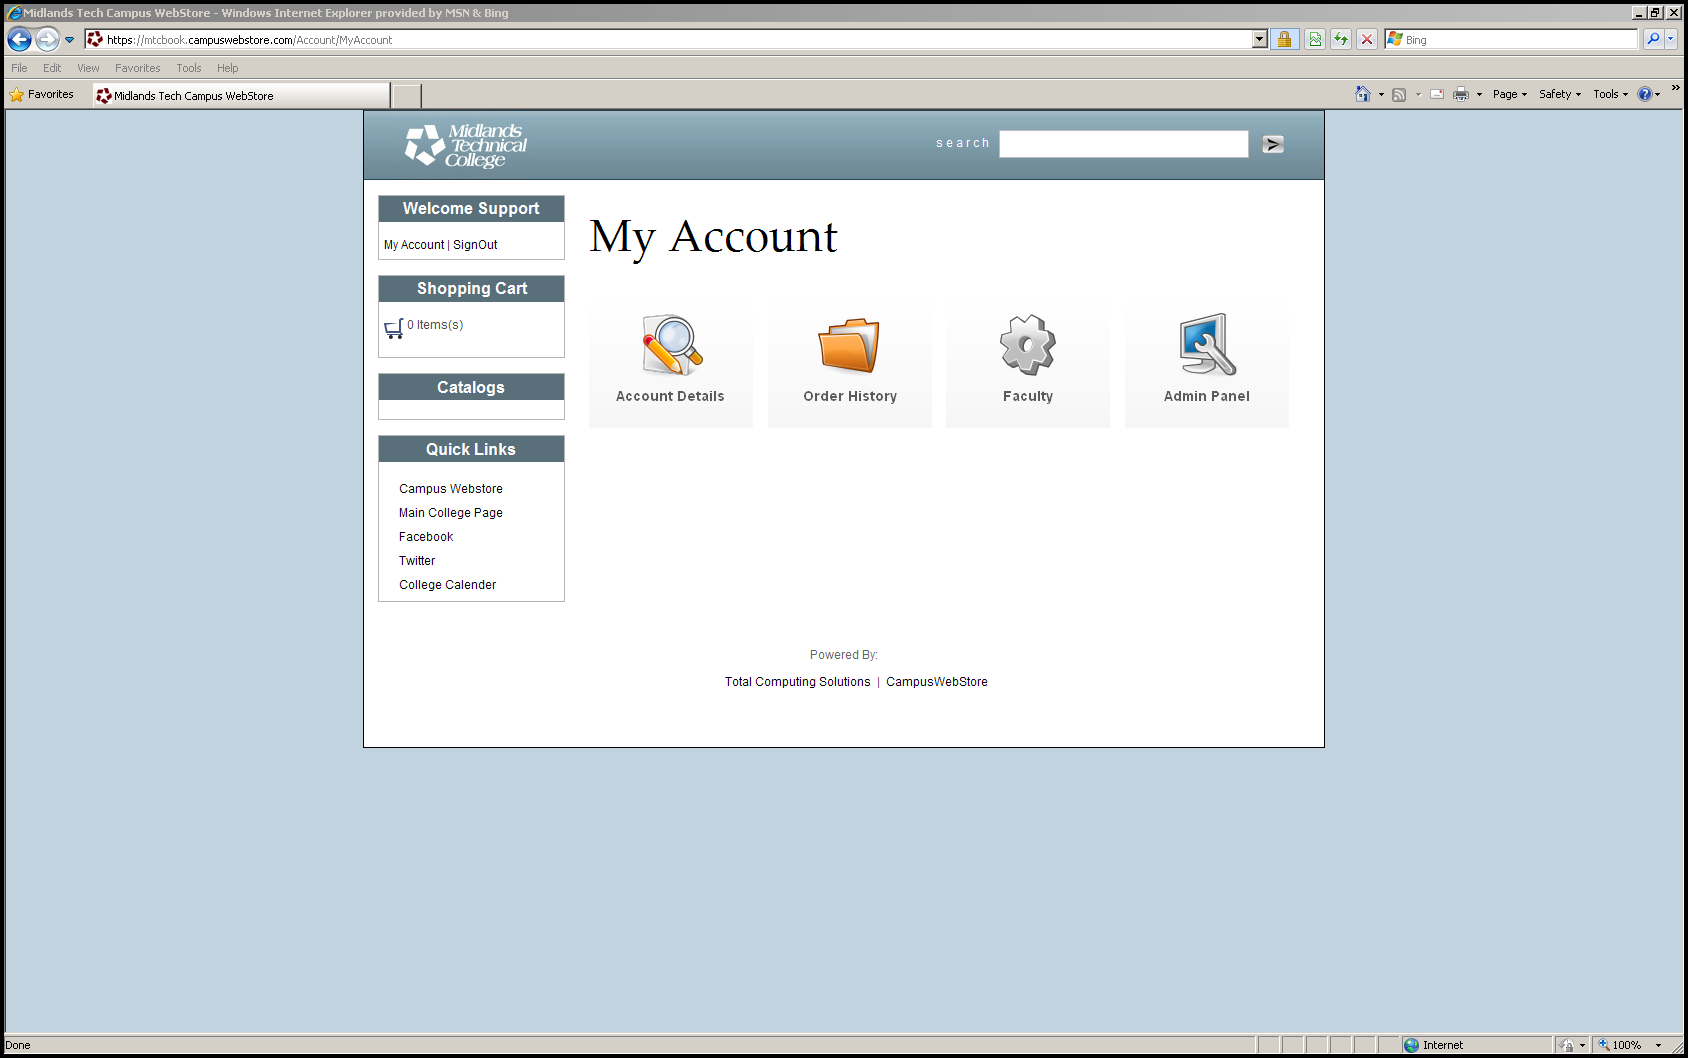 Midlands Tech Campus WebStore - Windows Internet Explorer provided by MSN & Bing
https://mtcbook.campuswebstore.com/Account/MyAccount
Bing
File Edit View Favorites Tools Help
Favorites
Midlands Tech Campus WebStore
Page
Safety
Tools
Midlands
Technical
College
search
Welcome Support
My Account | SignOut
Shopping Cart
0 Items(s)
Catalogs
Quick Links
Campus Webstore
Main College Page
Facebook
Twitter
College Calender
My Account
Account Details
Order History
Faculty
Admin Panel
Powered By:
Total Computing Solutions | CampusWebStore
Done
Internet
100%